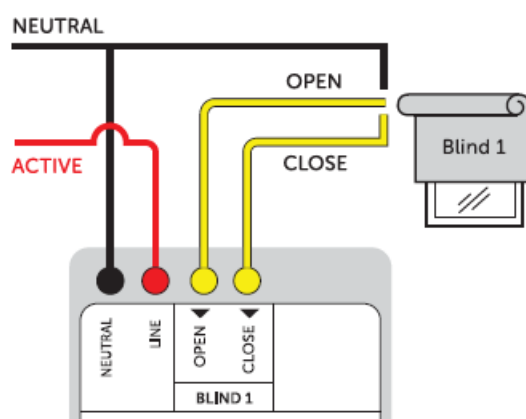 NEUTRAL
OPEN
ACTIVE
CLOSE
Blind 1
NEUTRAL
LINE
OPEN
CLOSE
BLIND 1